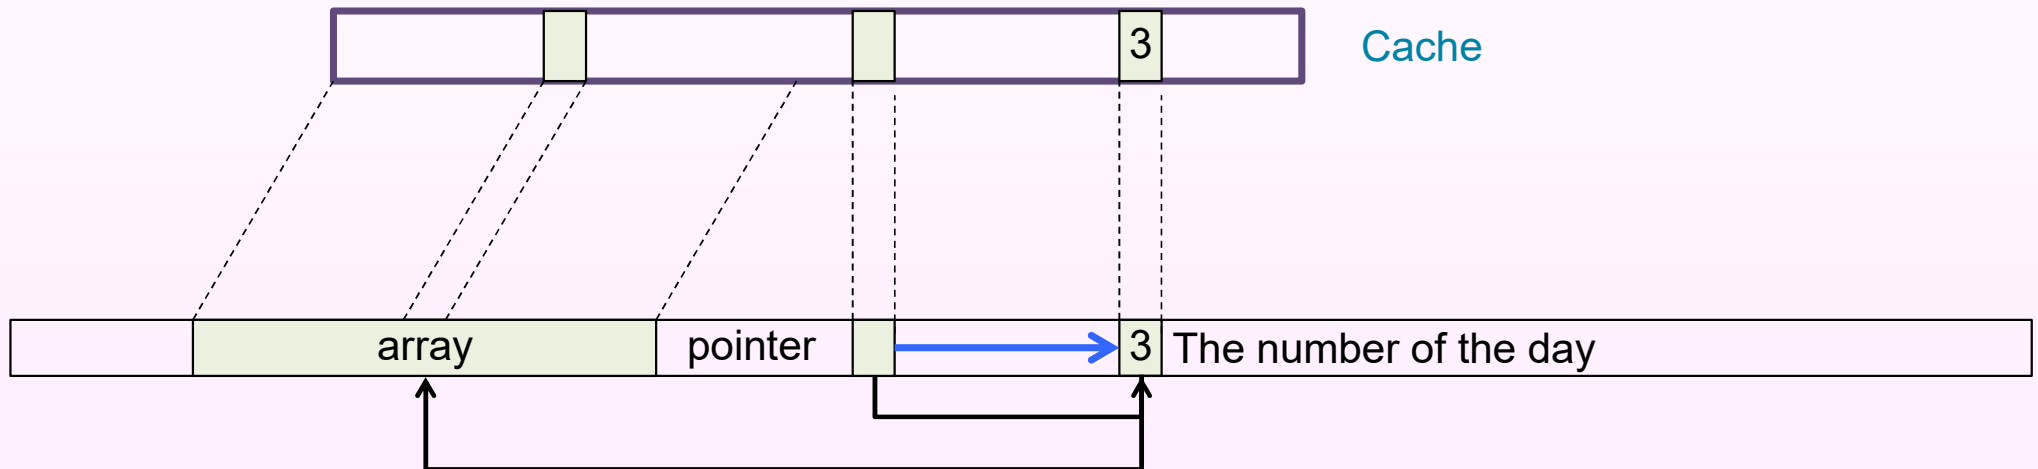 3
Cache
array
pointer
3 The number of the day